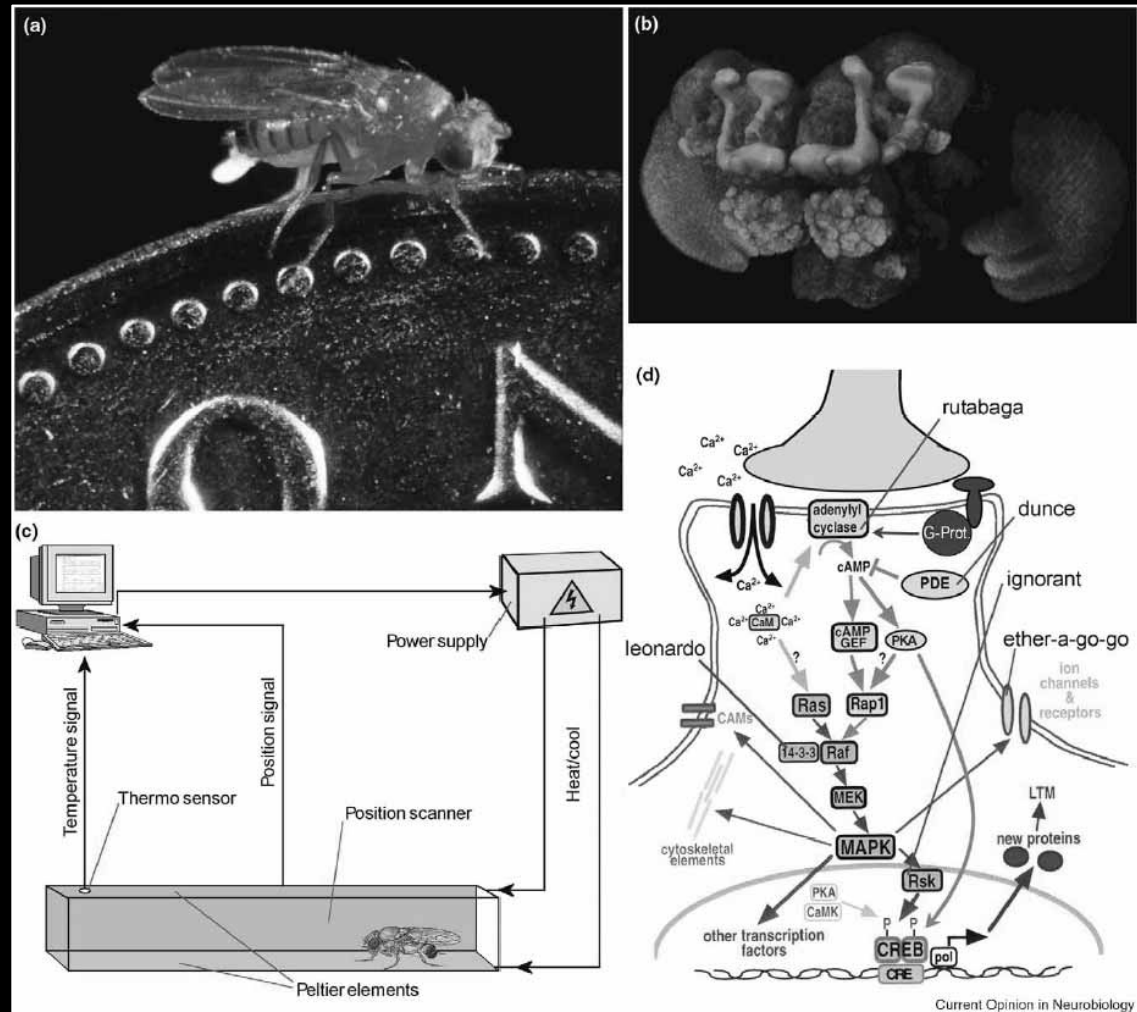 (a)
(b)
(c)
Power supply
Temperature signal
Position signal
Heat/cool
Thermo sensor
Position scanner
Peltier elements
(d)
rutabaga
Ca²⁺
Ca²⁺
Ca²⁺
Ca²⁺
adenylyl
cyclase
G-Prot.
dunce
cAMP
PDE
Ca²⁺
ignorant
Ca²⁺
Ca²⁺ CaM Ca²⁺
Ca²⁺
cAMP
GEF
PKA
leonardo
ether-a-go-go
?
?
ion
channels
&
receptors
Ras
Rap1
CAMs
14-3-3
Raf
MEK
LTM
MAPK
new proteins
cytoskeletal
elements
Rsk
PKA
CaMK
P
P
other transcription
factors
CREB
pol
CRE
Current Opinion in Neurobiology